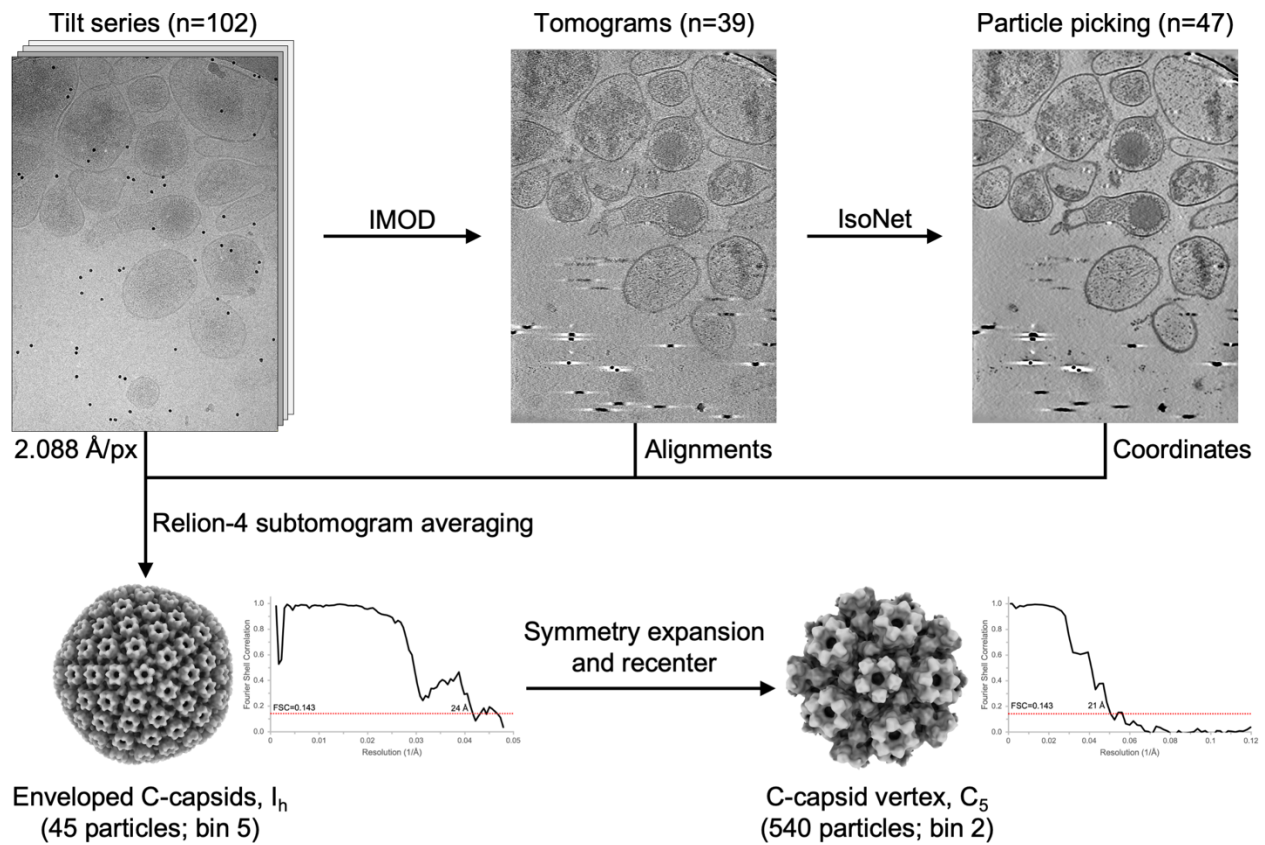 Tilt series (n=102)
Tomograms (n=39)
Particle picking (n=47)
IMOD
IsoNet
2.088 Å/px
Alignments
Coordinates
Relion-4 subtomogram averaging
Fourier Shell Correlation
1.0
0.8
0.6
0.4
0.2
0.0
FSC=0.143
24 Å
0
0.01
0.02
0.03
0.04
0.05
Resolution (1/Å)
Symmetry expansion
and recenter
Fourier Shell Correlation
1.0
0.8
0.6
0.4
0.2
0.0
FSC=0.143
21 Å
0
0.02
0.04
0.06
0.08
0.1
0.12
Resolution (1/Å)
Enveloped C-capsids, Ih
(45 particles; bin 5)
C-capsid vertex, C5
(540 particles; bin 2)